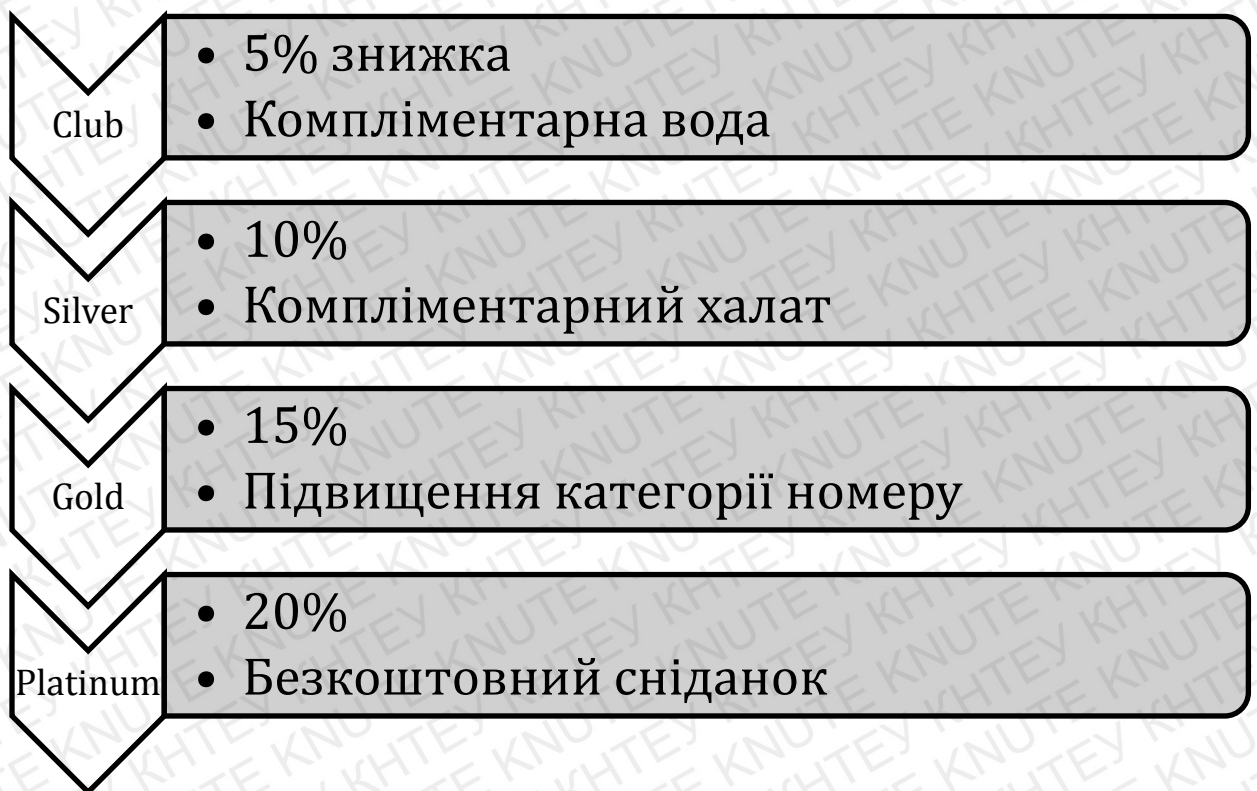 Club
• 5% знижка
• Компліментарна вода
Silver
• 10%
• Компліментарний халат
Gold
• 15%
• Підвищення категорії номеру
Platinum
• 20%
• Безкоштовний сніданок